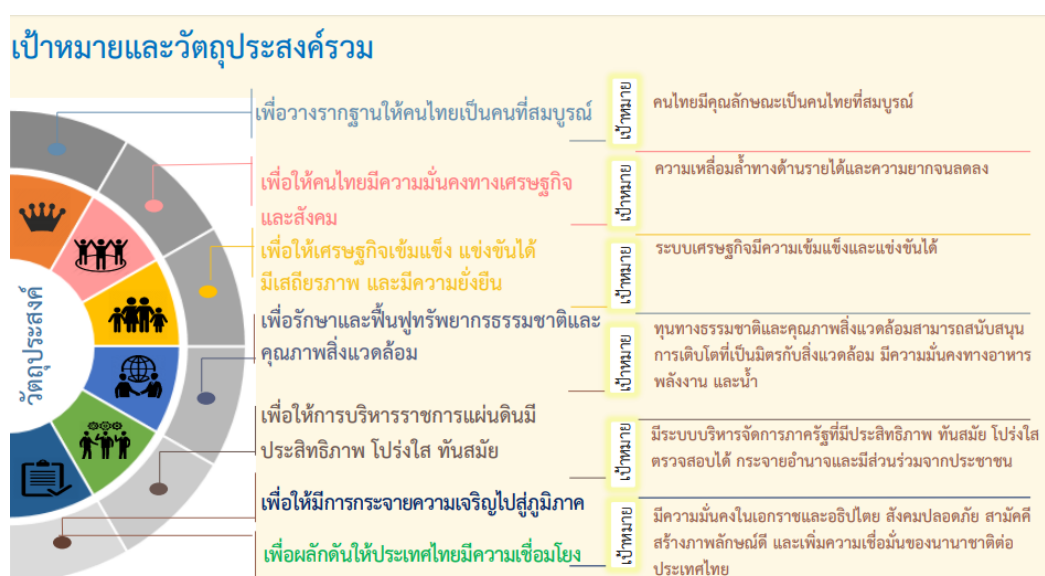 เป้าหมายและวัตถุประสงค์รวม
วัตถุประสงค์
เพื่อวางรากฐานให้คนไทยเป็นคนที่สมบูรณ์
เป้าหมาย
คนไทยมีคุณลักษณะเป็นคนไทยที่สมบูรณ์
เพื่อให้คนไทยมีความมั่นคงทางเศรษฐกิจ
และสังคม
เป้าหมาย
ความเหลื่อมล้ำทางด้านรายได้และความยากจนลดลง
เพื่อให้เศรษฐกิจเข้มแข็ง แข่งขันได้
มีเสถียรภาพ และมีความยั่งยืน
เป้าหมาย
ระบบเศรษฐกิจมีความเข้มแข็งและแข่งขันได้
เพื่อรักษาและฟื้นฟูทรัพยากรธรรมชาติและ
คุณภาพสิ่งแวดล้อม
เป้าหมาย
ทุนทางธรรมชาติและคุณภาพสิ่งแวดล้อมสามารถสนับสนุน
การเติบโตที่เป็นมิตรกับสิ่งแวดล้อม มีความมั่นคงทางอาหาร
พลังงาน และน้ำ
เพื่อให้การบริหารราชการแผ่นดินมี
ประสิทธิภาพ โปร่งใส ทันสมัย
เป้าหมาย
มีระบบบริหารจัดการภาครัฐที่มีประสิทธิภาพ ทันสมัย โปร่งใส
ตรวจสอบได้ กระจายอำนาจและมีส่วนร่วมจากประชาชน
เพื่อให้มีการกระจายความเจริญไปสู่ภูมิภาค
เพื่อผลักดันให้ประเทศไทยมีความเชื่อมโยง
เป้าหมาย
มีความมั่นคงในเอกราชและอธิปไตย สังคมปลอดภัย สามัคคี
สร้างภาพลักษณ์ดี และเพิ่มความเชื่อมั่นของนานาชาติต่อ
ประเทศไทย